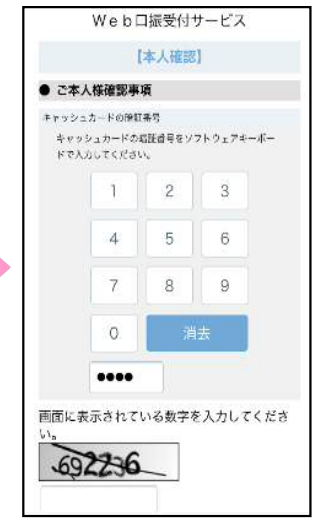 Web口振受付サービス
【本人確認】
● ご本人様確認事項
キャッシュカードの暗証番号
キャッシュカードの暗証番号をソフトウェアキーボー
ドで入力してください。
1 2 3
4 5 6
7 8 9
0 消去
●●●●
画面に表示されている数字を入力してくださ
い。
692236